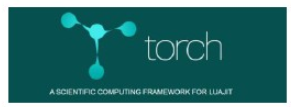 torch
A SCIENTIFIC COMPUTING FRAMEWORK FOR LUAJIT